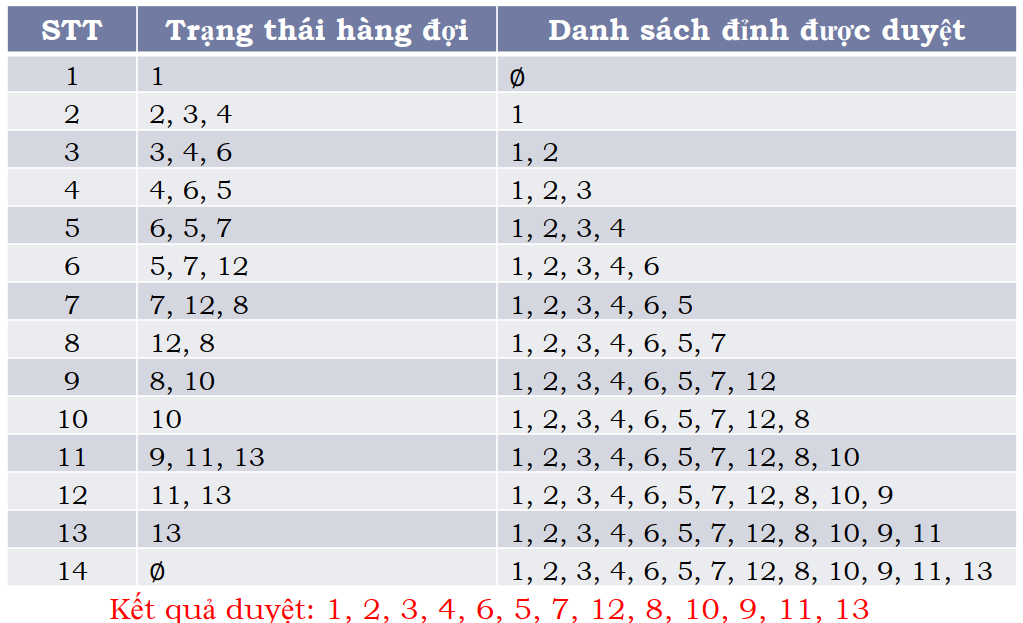 STT Trạng thái hàng đợi Danh sách đỉnh được duyệt
1 1 ∅
2 2, 3, 4 1
3 3, 4, 6 1, 2
4 4, 6, 5 1, 2, 3
5 6, 5, 7 1, 2, 3, 4
6 5, 7, 12 1, 2, 3, 4, 6
7 7, 12, 8 1, 2, 3, 4, 6, 5
8 12, 8 1, 2, 3, 4, 6, 5, 7
9 8, 10 1, 2, 3, 4, 6, 5, 7, 12
10 10 1, 2, 3, 4, 6, 5, 7, 12, 8
11 9, 11, 13 1, 2, 3, 4, 6, 5, 7, 12, 8, 10
12 11, 13 1, 2, 3, 4, 6, 5, 7, 12, 8, 10, 9
13 13 1, 2, 3, 4, 6, 5, 7, 12, 8, 10, 9, 11
14 ∅ 1, 2, 3, 4, 6, 5, 7, 12, 8, 10, 9, 11, 13
Kết quả duyệt: 1, 2, 3, 4, 6, 5, 7, 12, 8, 10, 9, 11, 13